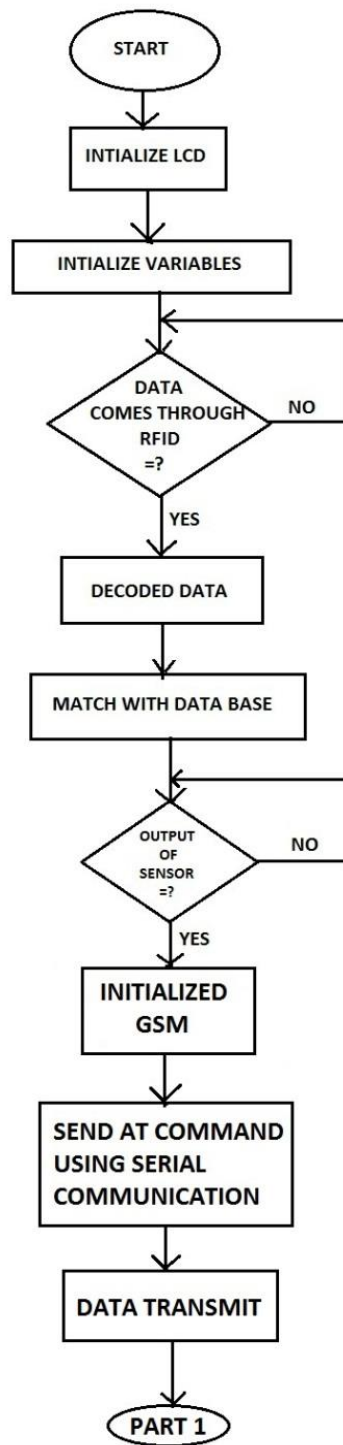 START
INTIALIZE LCD
INTIALIZE VARIABLES
DATA
COMES THROUGH
RFID
=?
NO
YES
DECODED DATA
MATCH WITH DATA BASE
OUTPUT
OF
SENSOR
=?
NO
YES
INITIALIZED
GSM
SEND AT COMMAND
USING SERIAL
COMMUNICATION
DATA TRANSMIT
PART 1